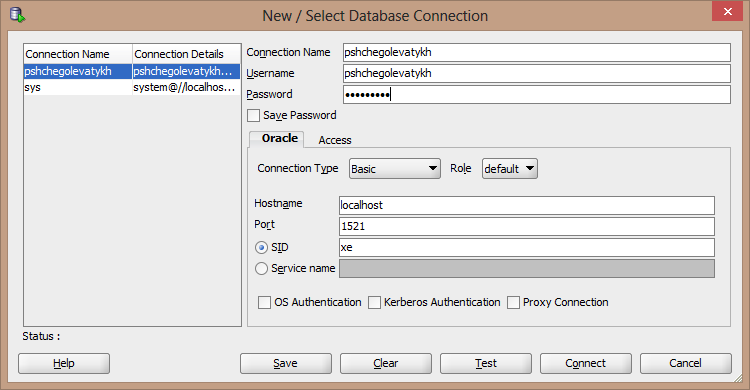 New / Select Database Connection
Connection Name Connection Details
pshchegolevatykh pshchegolevatykh...
sys system@//localhos...
Connection Name pshchegolevatykh
Username pshchegolevatykh
Password •••••••••
Save Password
Oracle Access
Connection Type Basic Role default
Hostname localhost
Port 1521
SID xe
Service name
OS Authentication Kerberos Authentication Proxy Connection
Status :
Help Save Clear Test Connect Cancel